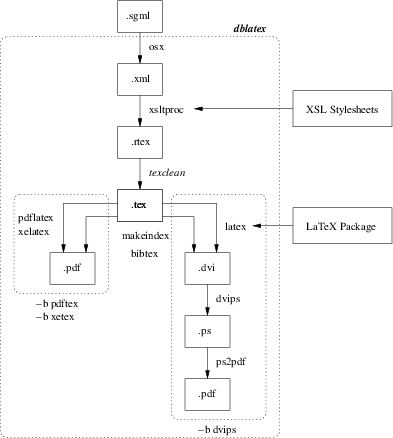 .sgml
dblatex
osx
.xml
xsltproc
XSL Stylesheets
.rtex
texclean
.tex
pdflatex
xelatex
makeindex
bibtex
latex
LaTeX Package
.pdf
.dvi
−b pdftex
−b xetex
dvips
.ps
ps2pdf
.pdf
−b dvips